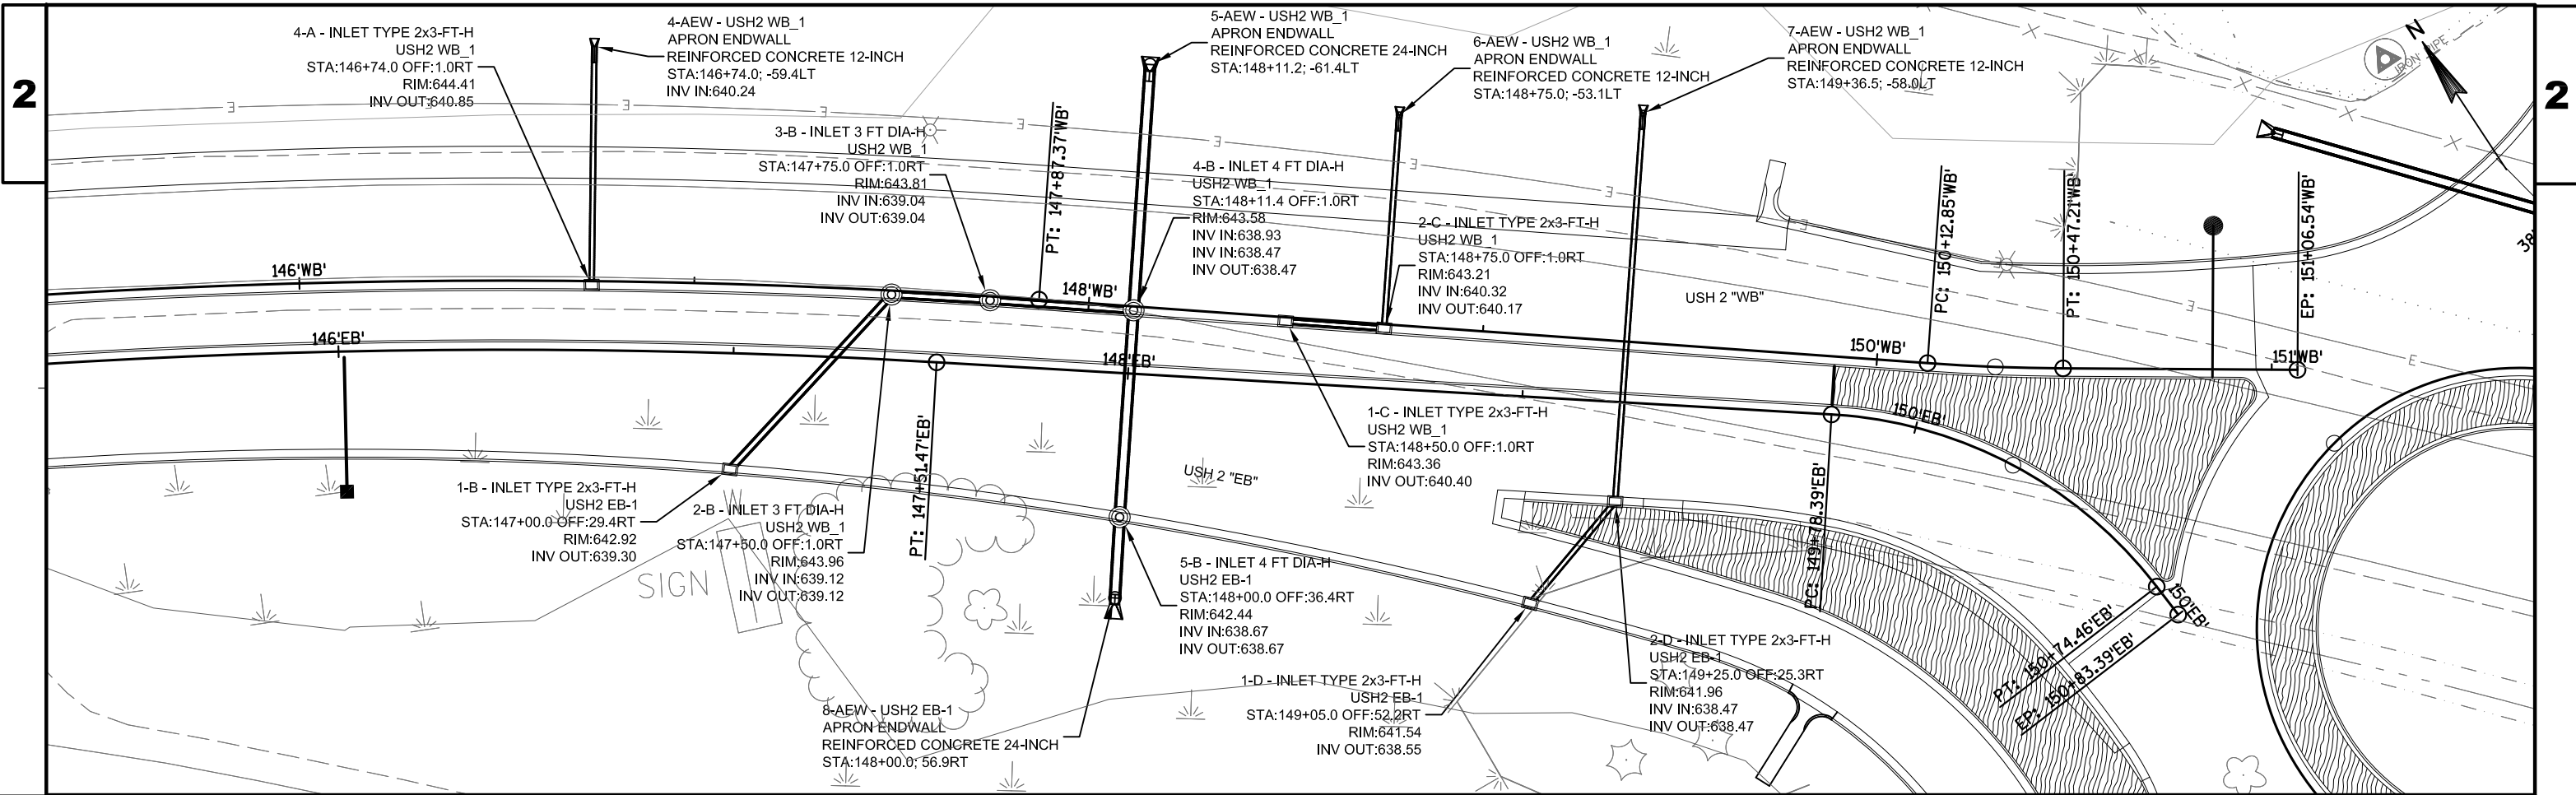 2
4-A - INLET TYPE 2x3-FT-H
USH2 WB_1
STA:146+74.0 OFF:1.0RT
RIM:644.41
INV OUT:640.85
4-AEW - USH2 WB_1
APRON ENDWALL
REINFORCED CONCRETE 12-INCH
STA:146+74.0; -59.4LT
INV IN:640.24
5-AEW - USH2 WB_1
APRON ENDWALL
REINFORCED CONCRETE 24-INCH
STA:148+11.2; -61.4LT
6-AEW - USH2 WB_1
APRON ENDWALL
REINFORCED CONCRETE 12-INCH
STA:148+75.0; -53.1LT
7-AEW - USH2 WB_1
APRON ENDWALL
REINFORCED CONCRETE 12-INCH
STA:149+36.5; -58.0LT
N
IRON PIPE
2
3-B - INLET 3 FT DIA-H
USH2 WB_1
STA:147+75.0 OFF:1.0RT
RIM:643.81
INV IN:639.04
INV OUT:639.04
PT: 147+87.37'WB'
4-B - INLET 4 FT DIA-H
USH2 WB_1
STA:148+11.4 OFF:1.0RT
RIM:643.58
INV IN:638.93
INV IN:638.47
INV OUT:638.47
2-C - INLET TYPE 2x3-FT-H
USH2 WB_1
STA:148+75.0 OFF:1.0RT
RIM:643.21
INV IN:640.32
INV OUT:640.17
PC: 150+12.85'WB'
PT: 150+47.21'WB'
EP: 151+06.54'WB'
38'
E E E E E E E E E E
146'WB'
148'WB'
USH 2 "WB"
150'WB'
151'WB'
146'EB'
148'EB'
150'EB'
1-C - INLET TYPE 2x3-FT-H
USH2 WB_1
STA:148+50.0 OFF:1.0RT
RIM:643.36
INV OUT:640.40
USH 2 "EB"
1-B - INLET TYPE 2x3-FT-H
USH2 EB-1
STA:147+00.0 OFF:29.4RT
RIM:642.92
INV OUT:639.30
2-B - INLET 3 FT DIA-H
USH2 WB_1
STA:147+50.0 OFF:1.0RT
RIM:643.96
INV IN:639.12
INV OUT:639.12
PT: 147+51.47'EB'
PC: 149+78.39'EB'
SIGN
5-B - INLET 4 FT DIA-H
USH2 EB-1
STA:148+00.0 OFF:36.4RT
RIM:642.44
INV IN:638.67
INV OUT:638.67
8-AEW - USH2 EB-1
APRON ENDWALL
REINFORCED CONCRETE 24-INCH
STA:148+00.0; 56.9RT
1-D - INLET TYPE 2x3-FT-H
USH2 EB-1
STA:149+05.0 OFF:52.2RT
RIM:641.54
INV OUT:638.55
2-D - INLET TYPE 2x3-FT-H
USH2 EB-1
STA:149+25.0 OFF:25.3RT
RIM:641.96
INV IN:638.47
INV OUT:638.47
150'EB'
PT: 150+74.46'EB'
EP: 150+83.39'EB'